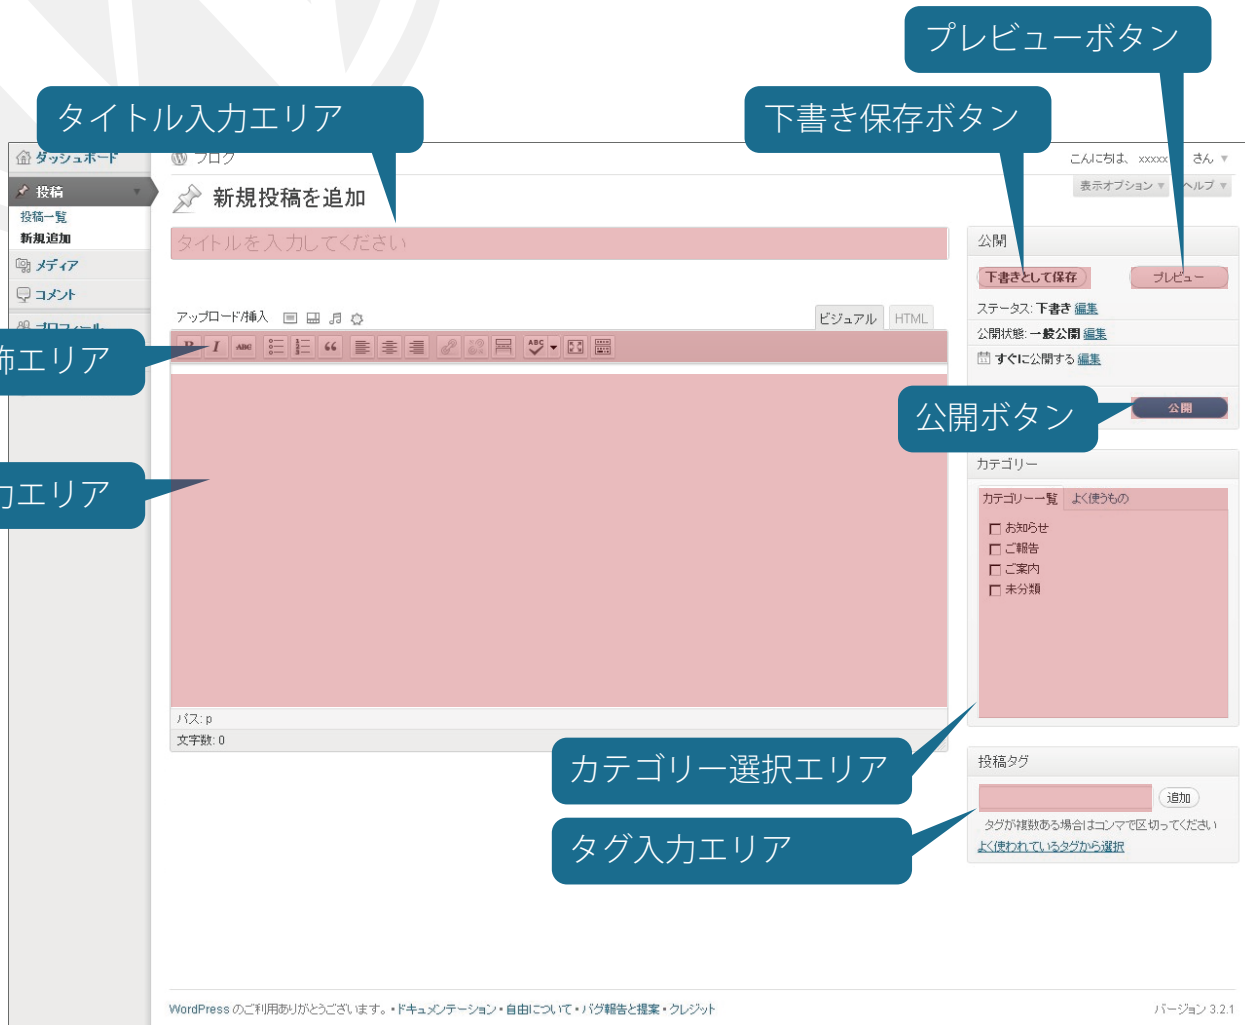 プレビューボタン
タイトル入力エリア
下書き保存ボタン
ダッシュボード
ブログ
こんにちは、 xxxxx さん
投稿
新規投稿を追加
表示オプション
ヘルプ
投稿一覧
新規追加
メディア
コメント
プロフィール
タイトルを入力してください
公開
下書きとして保存
プレビュー
ステータス: 下書き 編集
公開状態: 一般公開 編集
すぐに公開する 編集
公開ボタン
公開
アップロード/挿入
ビジュアル
HTML
B I ABC
ABC
飾エリア
力エリア
パス: p
文字数: 0
カテゴリー
カテゴリー一覧
よく使うもの
お知らせ
ご報告
ご案内
未分類
カテゴリー選択エリア
タグ入力エリア
投稿タグ
追加
タグが複数ある場合はコンマで区切ってください
よく使われているタグから選択
WordPress のご利用ありがとうございます。 • ドキュメンテーション • 自由について • バグ報告と提案 • クレジット
バージョン 3.2.1